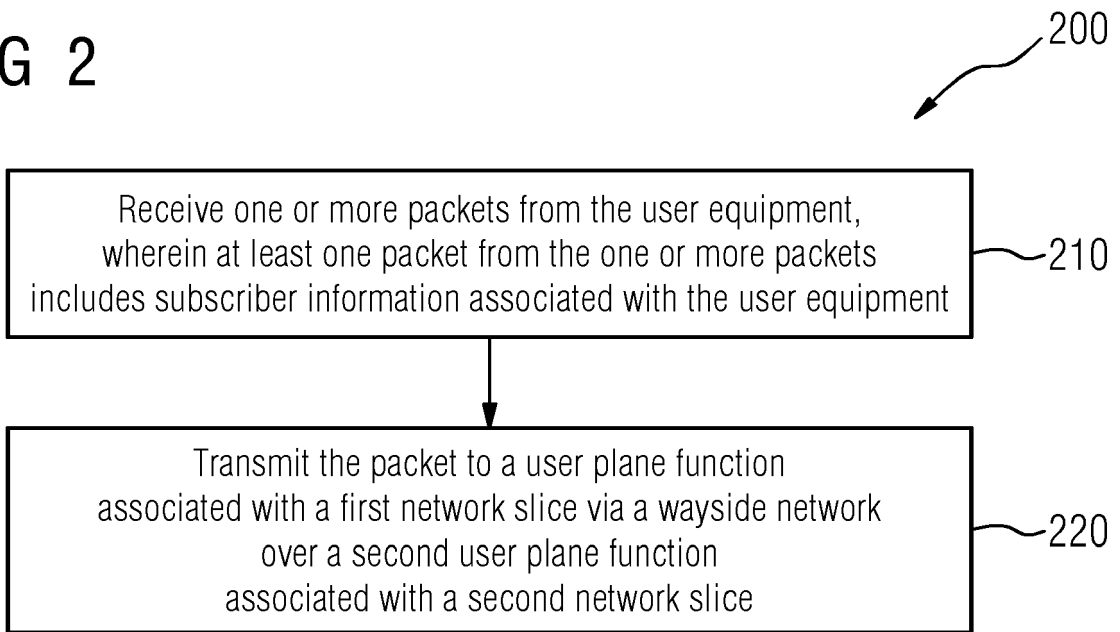 G 2
200
Receive one or more packets from the user equipment,
wherein at least one packet from the one or more packets
includes subscriber information associated with the user equipment
210
Transmit the packet to a user plane function
associated with a first network slice via a wayside network
over a second user plane function
associated with a second network slice
220